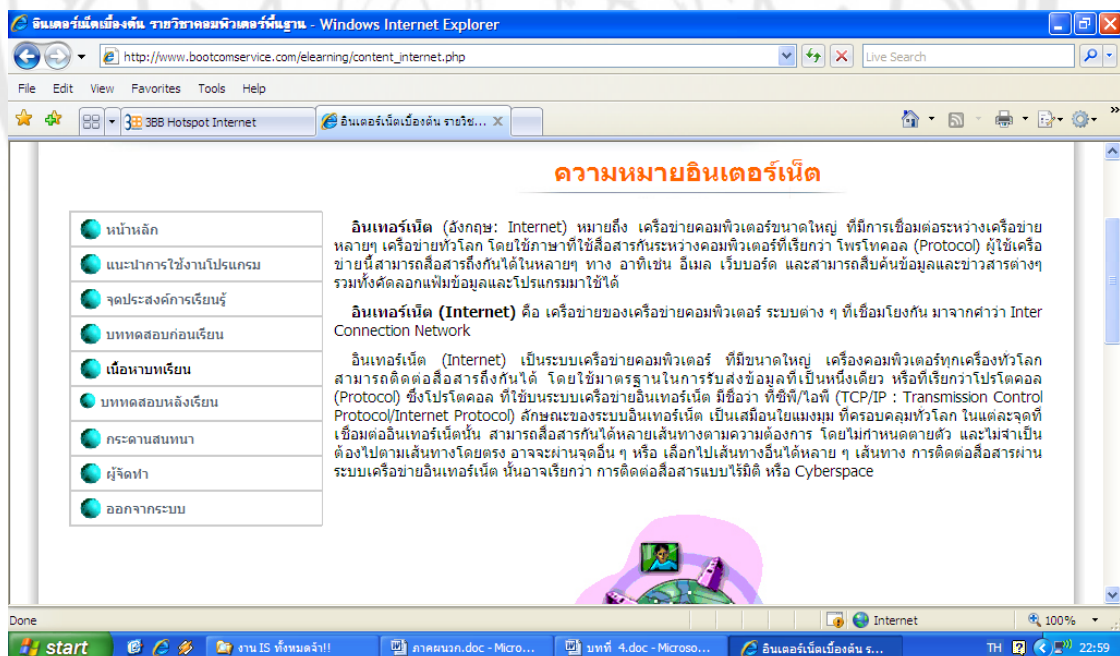 อินเตอร์เน็ตเบื้องต้น รายวิชาคอมพิวเตอร์พื้นฐาน - Windows Internet Explorer
http://www.bootcomservice.com/elearning/content_internet.php
Live Search
File Edit View Favorites Tools Help
3BB Hotspot Internet
อินเตอร์เน็ตเบื้องต้น รายวิช...
ความหมายอินเตอร์เน็ต
หน้าหลัก
แนะนำการใช้งานโปรแกรม
จุดประสงค์การเรียนรู้
บททดสอบก่อนเรียน
เนื้อหาบทเรียน
บททดสอบหลังเรียน
กระดานสนทนา
ผู้จัดทำ
ออกจากระบบ
อินเทอร์เน็ต (อังกฤษ: Internet) หมายถึง เครือข่ายคอมพิวเตอร์ขนาดใหญ่ ที่มีการเชื่อมต่อระหว่างเครือข่าย
หลายๆ เครือข่ายทั่วโลก โดยใช้ภาษาที่ใช้สื่อสารกันระหว่างคอมพิวเตอร์ที่เรียกว่า โพรโทคอล (Protocol) ผู้ใช้เครือ
ข่ายนี้สามารถสื่อสารถึงกันได้ในหลายๆ ทาง อาทิเช่น อีเมล เว็บบอร์ด และสามารถสืบค้นข้อมูลและข่าวสารต่างๆ
รวมทั้งคัดลอกแฟ้มข้อมูลและโปรแกรมมาใช้ได้
อินเตอร์เน็ต (Internet) คือ เครือข่ายของเครือข่ายคอมพิวเตอร์ ระบบต่าง ๆ ที่เชื่อมโยงกัน มาจากคำว่า Inter
Connection Network
อินเทอร์เน็ต (Internet) เป็นระบบเครือข่ายคอมพิวเตอร์ ที่มีขนาดใหญ่ เครื่องคอมพิวเตอร์ทุกเครื่องทั่วโลก
สามารถติดต่อสื่อสารถึงกันได้ โดยใช้มาตรฐานในการรับส่งข้อมูลที่เป็นหนึ่งเดียว หรือที่เรียกว่าโปรโตคอล
(Protocol) ซึ่งโปรโตคอล ที่ใช้บนระบบเครือข่ายอินเทอร์เน็ต มีชื่อว่า ทีซีพี/ไอพี (TCP/IP : Transmission Control
Protocol/Internet Protocol) ลักษณะของระบบอินเทอร์เน็ต เป็นเสมือนใยแมงมุม ที่ครอบคลุมทั่วโลก ในแต่ละจุดที่
เชื่อมต่ออินเทอร์เน็ตนั้น สามารถสื่อสารกันได้หลายเส้นทางตามความต้องการ โดยไม่กำหนดตายตัว และไม่จำเป็น
ต้องไปตามเส้นทางโดยตรง อาจจะผ่านจุดอื่น ๆ หรือ เลือกไปเส้นทางอื่นได้หลาย ๆ เส้นทาง การติดต่อสื่อสารผ่าน
ระบบเครือข่ายอินเทอร์เน็ต นั้นอาจเรียกว่า การติดต่อสื่อสารแบบไร้มิติ หรือ Cyberspace
Done
Internet
100%
start
งาน IS ทั้งหมดจ้า!!
ภาคผนวก.doc - Micro...
บทที่ 4.doc - Microso...
อินเตอร์เน็ตเบื้องต้น ร...
TH
22:59